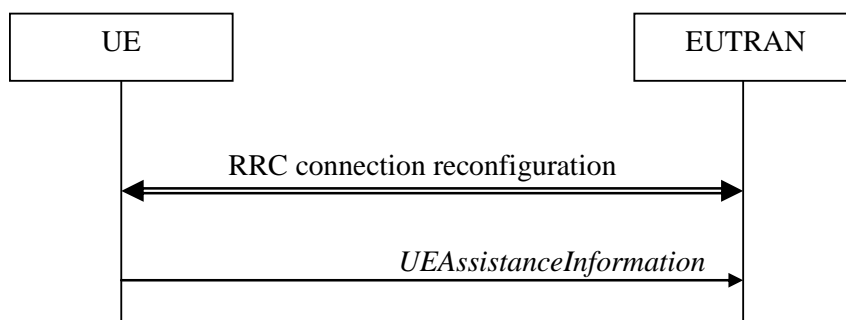 UE
EUTRAN
RRC connection reconfiguration
UEAssistanceInformation